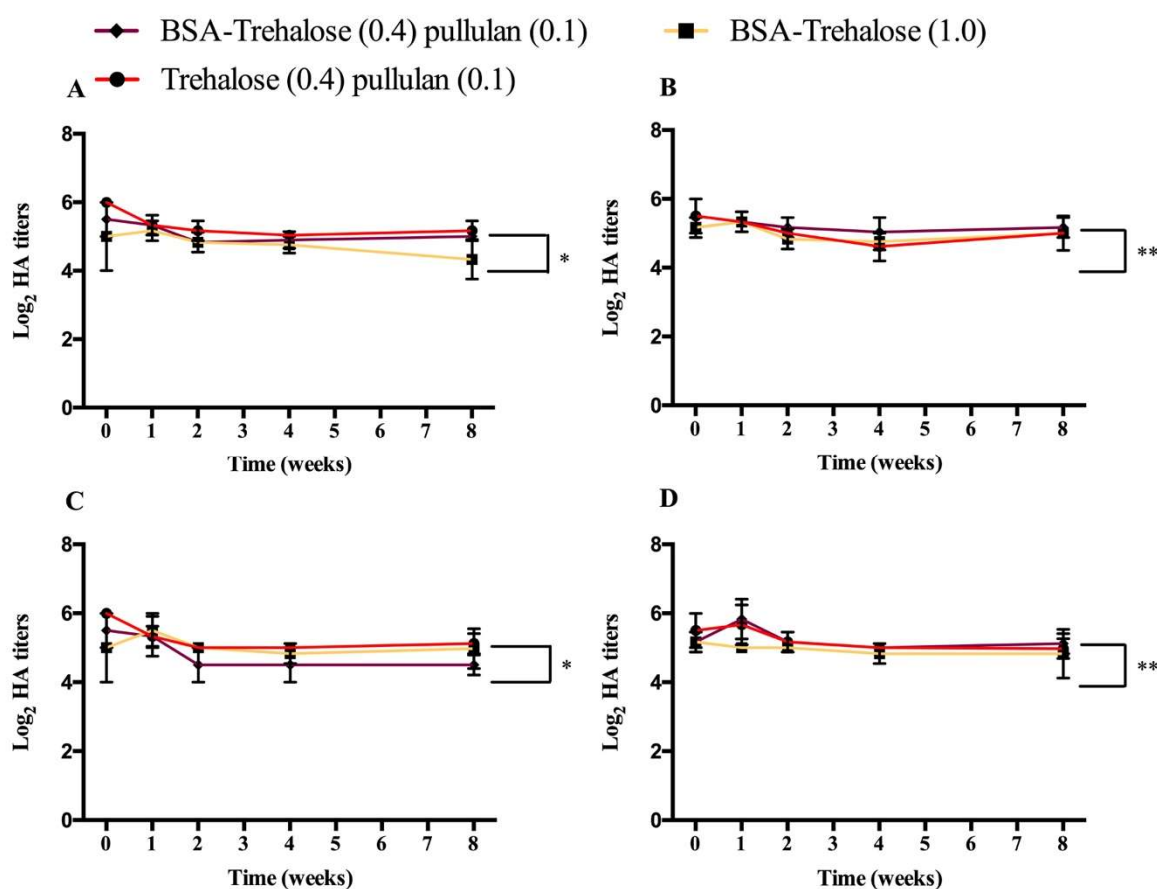 BSA-Trehalose (0.4) pullulan (0.1)
BSA-Trehalose (1.0)
Trehalose (0.4) pullulan (0.1)
A
Log2 HA titers
8
6
4
2
0
0 1 2 3 4 5 6 7 8
Time (weeks)
*
B
Log2 HA titers
8
6
4
2
0
0 1 2 3 4 5 6 7 8
Time (weeks)
**
C
Log2 HA titers
8
6
4
2
0
0 1 2 3 4 5 6 7 8
Time (weeks)
*
D
Log2 HA titers
8
6
4
2
0
0 1 2 3 4 5 6 7 8
Time (weeks)
**